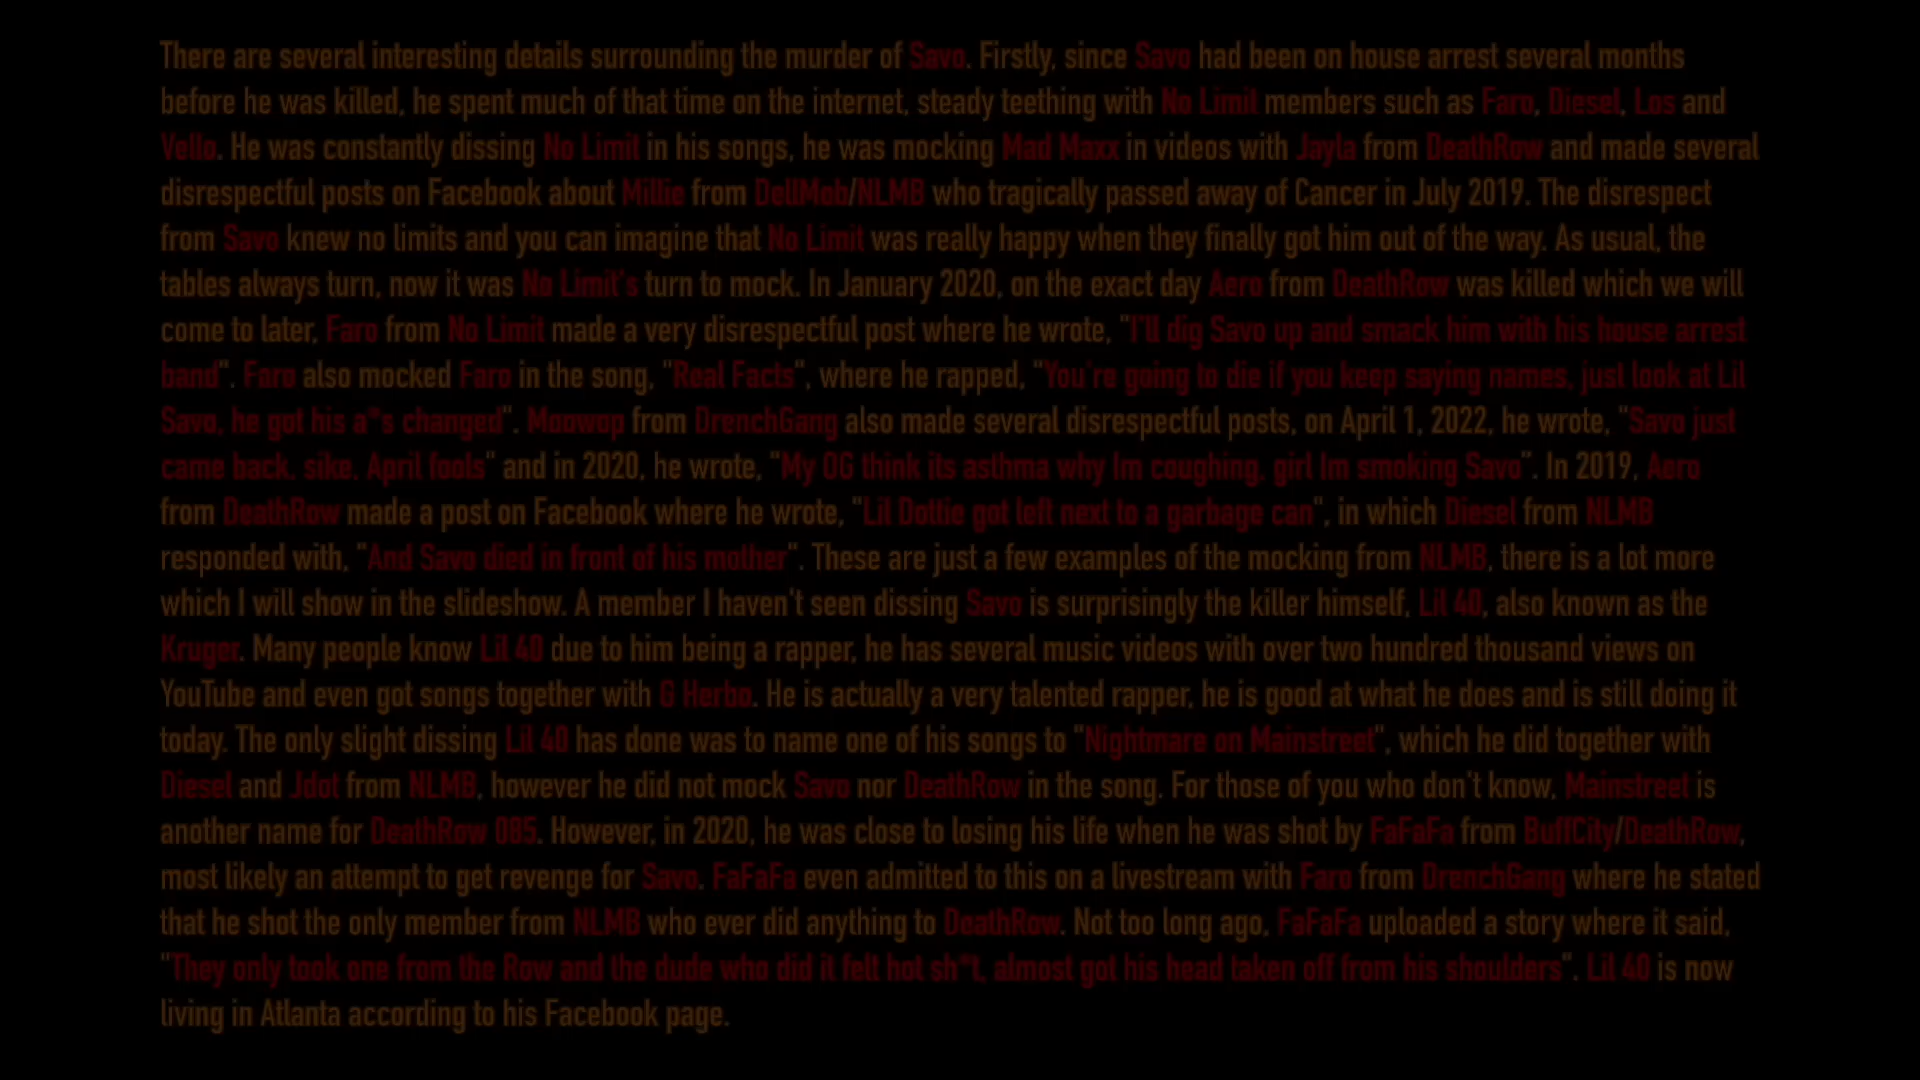 There are several interesting details surrounding the murder of Savo. Firstly, since Savo had been on house arrest several months
before he was killed, he spent much of that time on the internet, steady teething with No Limit members such as Faro, Diesel, Los and
Vello. He was constantly dissing No Limit in his songs, he was mocking Mad Maxx in videos with Jayla from DeathRow and made several
disrespectful posts on Facebook about Millie from DellMob/NLMB who tragically passed away of Cancer in July 2019. The disrespect
from Savo knew no limits and you can imagine that No Limit was really happy when they finally got him out of the way. As usual, the
tables always turn, now it was No Limit's turn to mock. In January 2020, on the exact day Aero from DeathRow was killed which we will
come to later, Faro from No Limit made a very disrespectful post where he wrote, "I'll dig Savo up and smack him with his house arrest
band". Faro also mocked Faro in the song, "Real Facts", where he rapped, "You're going to die if you keep saying names, just look at Lil
Savo, he got his a*s changed". Moowop from DrenchGang also made several disrespectful posts, on April 1, 2022, he wrote, "Savo just
came back. sike. April fools" and in 2020, he wrote, "My OG think its asthma why Im coughing, girl Im smoking Savo". In 2019, Aero
from DeathRow made a post on Facebook where he wrote, "Lil Dottie got left next to a garbage can", in which Diesel from NLMB
responded with, "And Savo died in front of his mother". These are just a few examples of the mocking from NLMB, there is a lot more
which I will show in the slideshow. A member I haven't seen dissing Savo is surprisingly the killer himself, Lil 40, also known as the
Kruger. Many people know Lil 40 due to him being a rapper, he has several music videos with over two hundred thousand views on
YouTube and even got songs together with G Herbo. He is actually a very talented rapper, he is good at what he does and is still doing it
today. The only slight dissing Lil 40 has done was to name one of his songs to "Nightmare on Mainstreet", which he did together with
Diesel and Jdot from NLMB, however he did not mock Savo nor DeathRow in the song. For those of you who don't know, Mainstreet is
another name for DeathRow 085. However, in 2020, he was close to losing his life when he was shot by FaFaFa from BuffCity/DeathRow,
most likely an attempt to get revenge for Savo. FaFaFa even admitted to this on a livestream with Faro from DrenchGang where he stated
that he shot the only member from NLMB who ever did anything to DeathRow. Not too long ago, FaFaFa uploaded a story where it said,
"They only took one from the Row and the dude who did it felt hot sh*t, almost got his head taken off from his shoulders". Lil 40 is now
living in Atlanta according to his Facebook page.